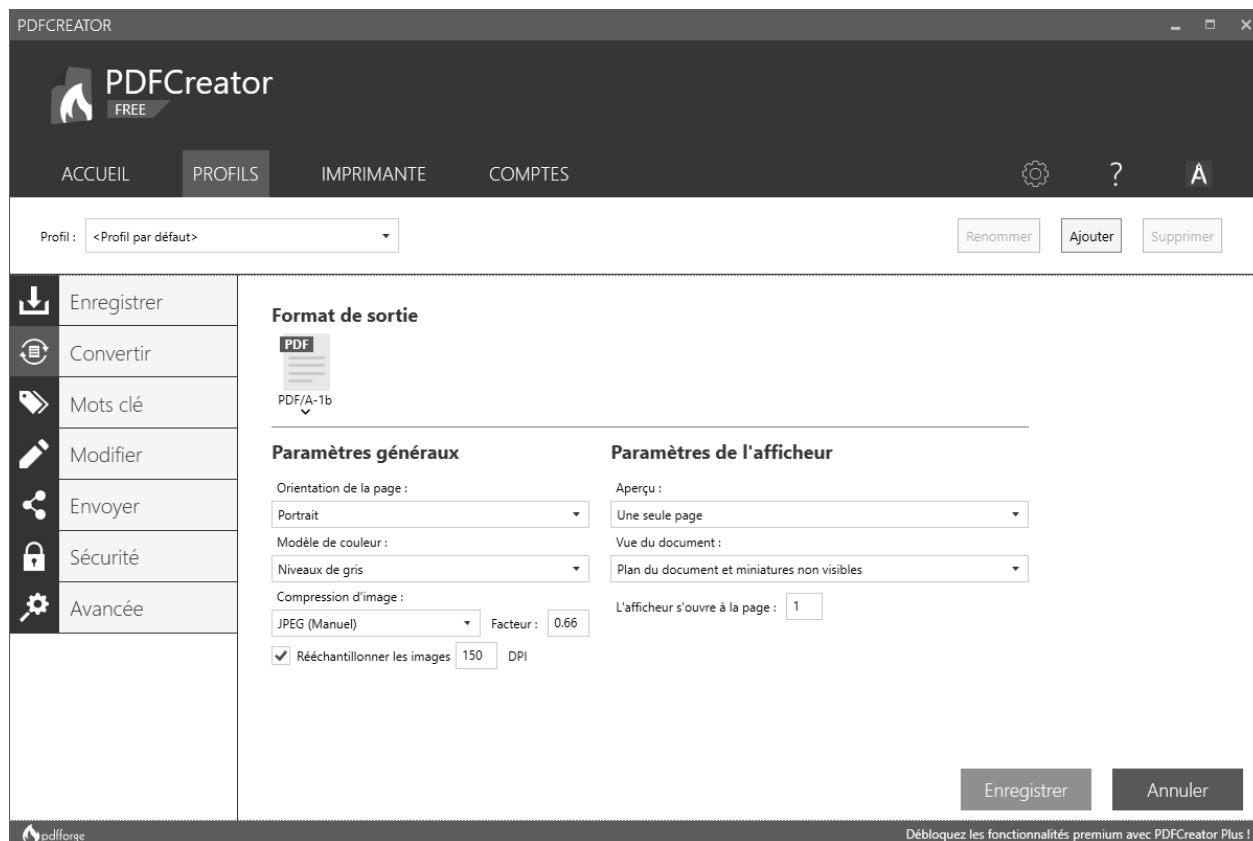 PDFCREATOR
PDFCreator
FREE
ACCUEIL PROFILS IMPRIMANTE COMPTES ?
Profil : <Profil par défaut> Renommer Ajouter Supprimer
Enregistrer
Convertir
Mots clé
Modifier
Envoyer
Sécurité
Avancée
Format de sortie
PDF
PDF/A-1b
Paramètres généraux
Orientation de la page :
Portrait
Modèle de couleur :
Niveaux de gris
Compression d'image :
JPEG (Manuel) Facteur : 0.66
Rééchantillonner les images 150 DPI
Paramètres de l'afficheur
Aperçu :
Une seule page
Vue du document :
Plan du document et miniatures non visibles
L'afficheur s'ouvre à la page : 1
Enregistrer Annuler
pdfforge Débloquez les fonctionnalités premium avec PDFCreator Plus !